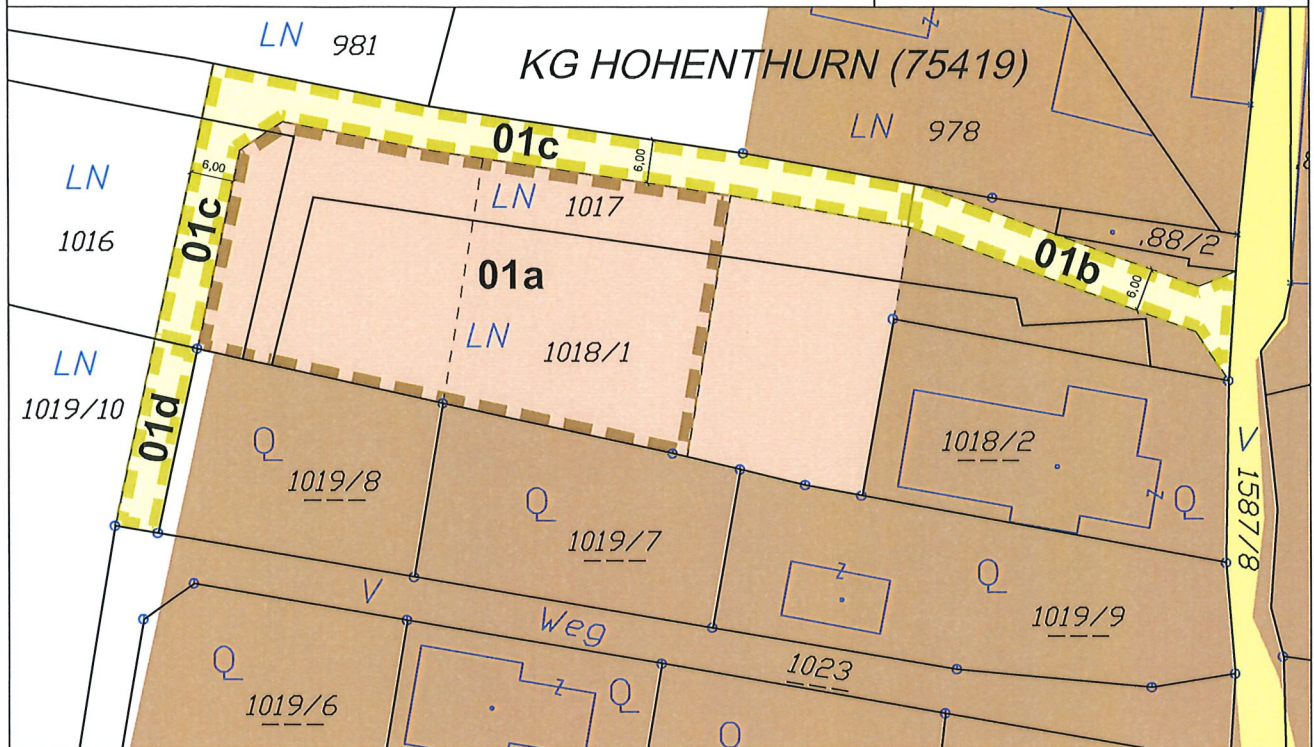 LN 981
KG HOHENTHURN (75419)
LN 978
01c
6,00
6,00
LN
1016
01c
LN 1017
.88/2
01b
6,00
01a
LN 1018/1
LN
1019/10
01d
Q 1019/8
Q 1019/7
1018/2
Q
V 1587/8
z
z
z
z
Q 1019/9
V Weg
1023
Q 1019/6
Q
Q